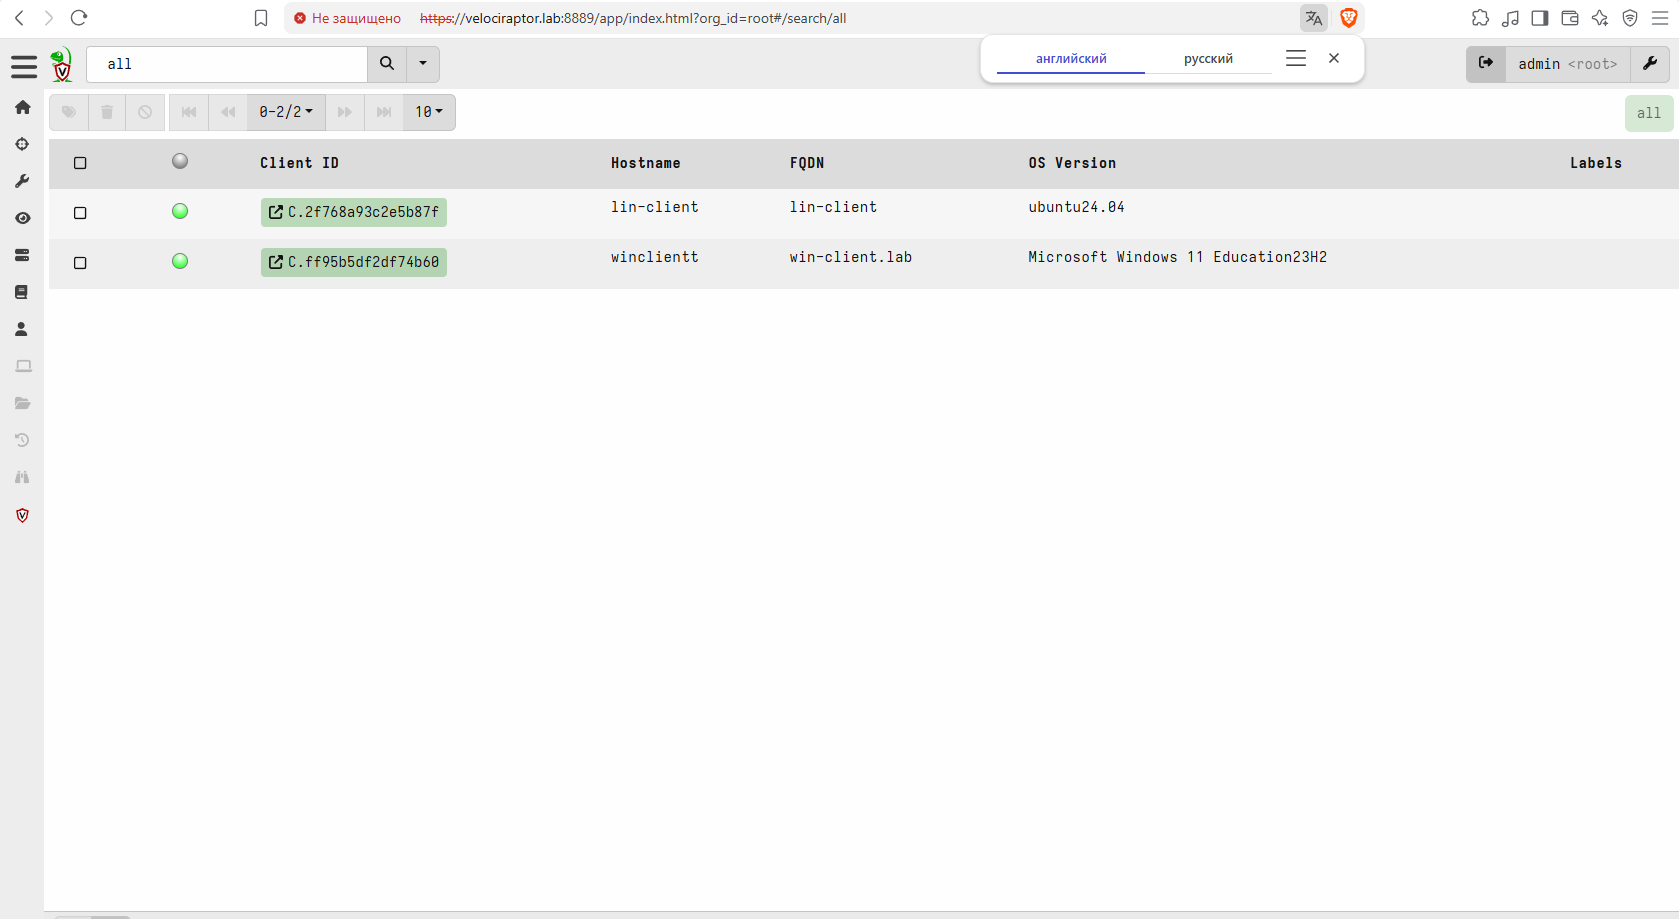 Не защищено https://velociraptor.lab:8889/app/index.html?org_id=root#/search/all
all
английский русский
admin <root>
0-2/2 10
all
Client ID Hostname FQDN OS Version Labels
C.2f768a93c2e5b87f lin-client lin-client ubuntu24.04
C.ff95b5df2df74b60 winclientt win-client.lab Microsoft Windows 11 Education23H2